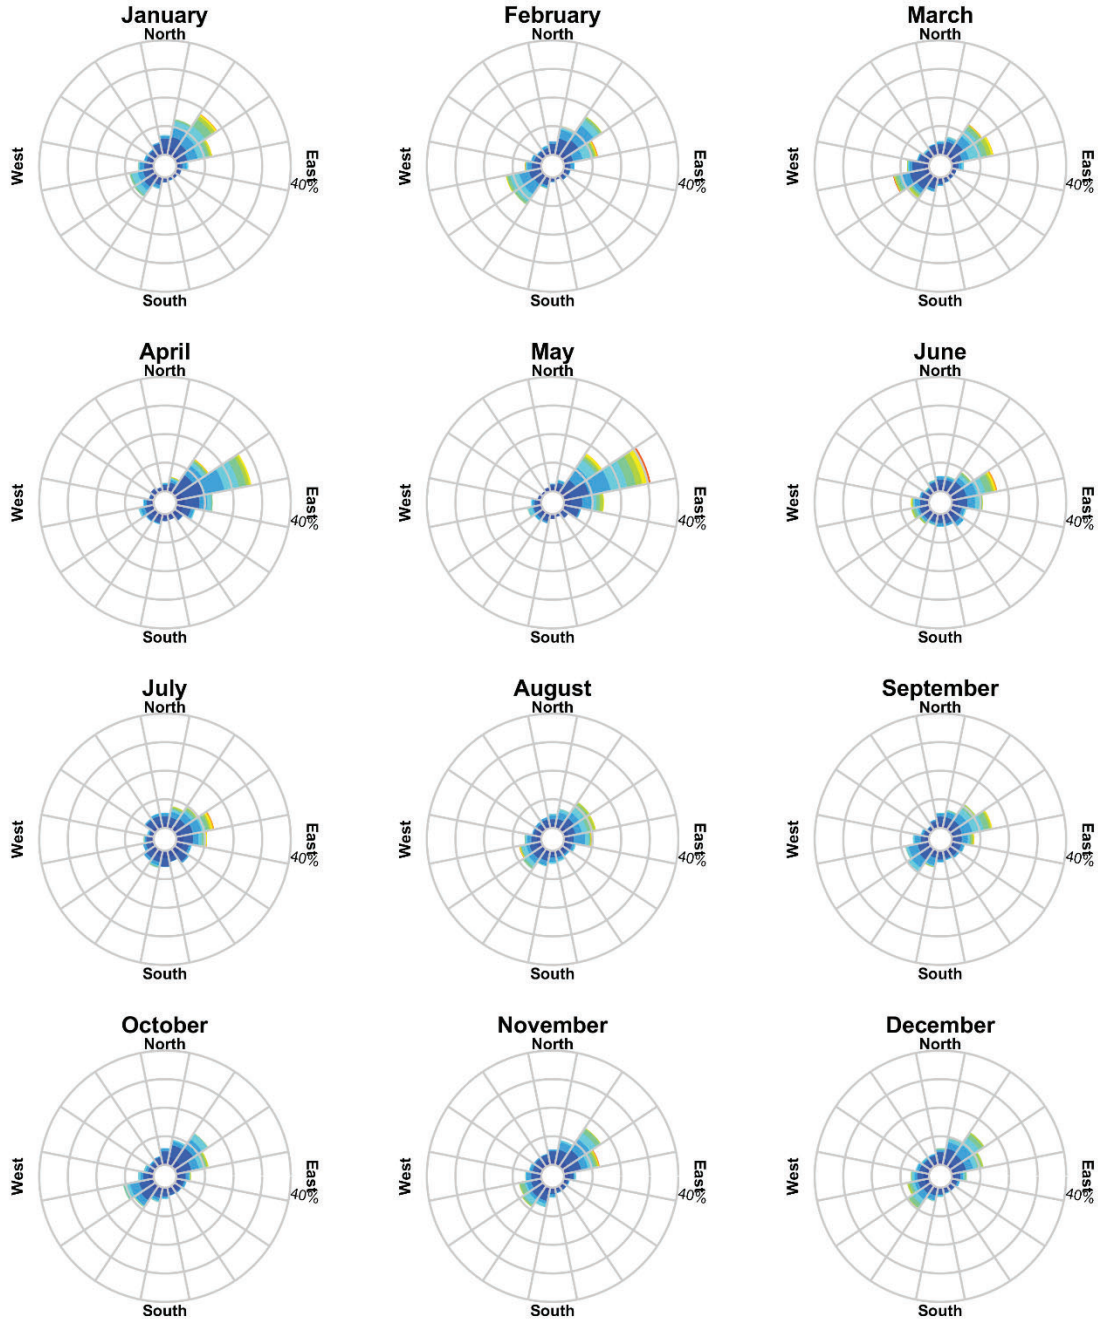 January
North
West
East
40%
South
February
North
West
East
40%
South
March
North
West
East
40%
South
April
North
West
East
40%
South
May
North
West
East
40%
South
June
North
West
East
40%
South
July
North
West
East
40%
South
August
North
West
East
40%
South
September
North
West
East
40%
South
October
North
West
East
40%
South
November
North
West
East
40%
South
December
North
West
East
40%
South